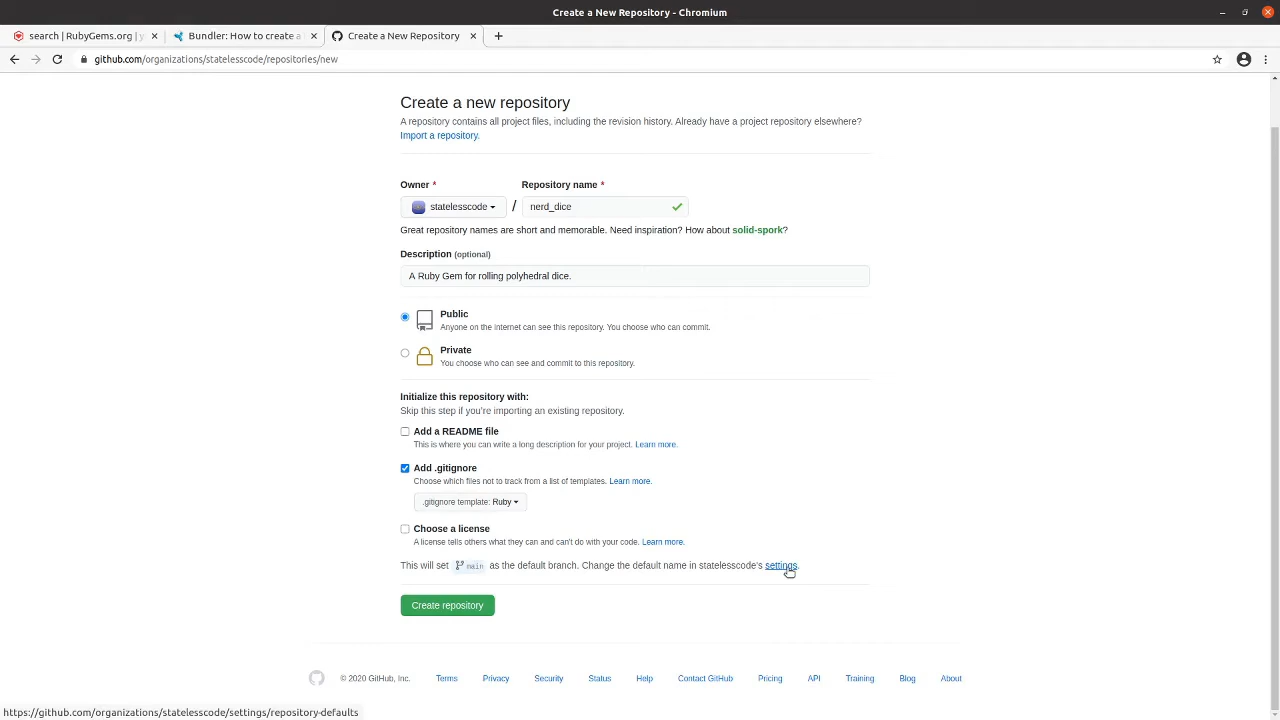 Create a New Repository - Chromium
search | RubyGems.org | y
Bundler: How to create a
Create a New Repository
github.com/organizations/statelesscode/repositories/new
Create a new repository
A repository contains all project files, including the revision history. Already have a project repository elsewhere?
Import a repository.
Owner * Repository name *
statelesscode / nerd_dice
Great repository names are short and memorable. Need inspiration? How about solid-spork?
Description (optional)
A Ruby Gem for rolling polyhedral dice.
Public
Anyone on the internet can see this repository. You choose who can commit.
Private
You choose who can see and commit to this repository.
Initialize this repository with:
Skip this step if you're importing an existing repository.
Add a README file
This is where you can write a long description for your project. Learn more.
Add .gitignore
Choose which files not to track from a list of templates. Learn more.
.gitignore template: Ruby
Choose a license
A license tells others what they can and can't do with your code. Learn more.
This will set main as the default branch. Change the default name in statelesscode's settings.
Create repository
© 2020 GitHub, Inc. Terms Privacy Security Status Help Contact GitHub Pricing API Training Blog About
https://github.com/organizations/statelesscode/settings/repository-defaults